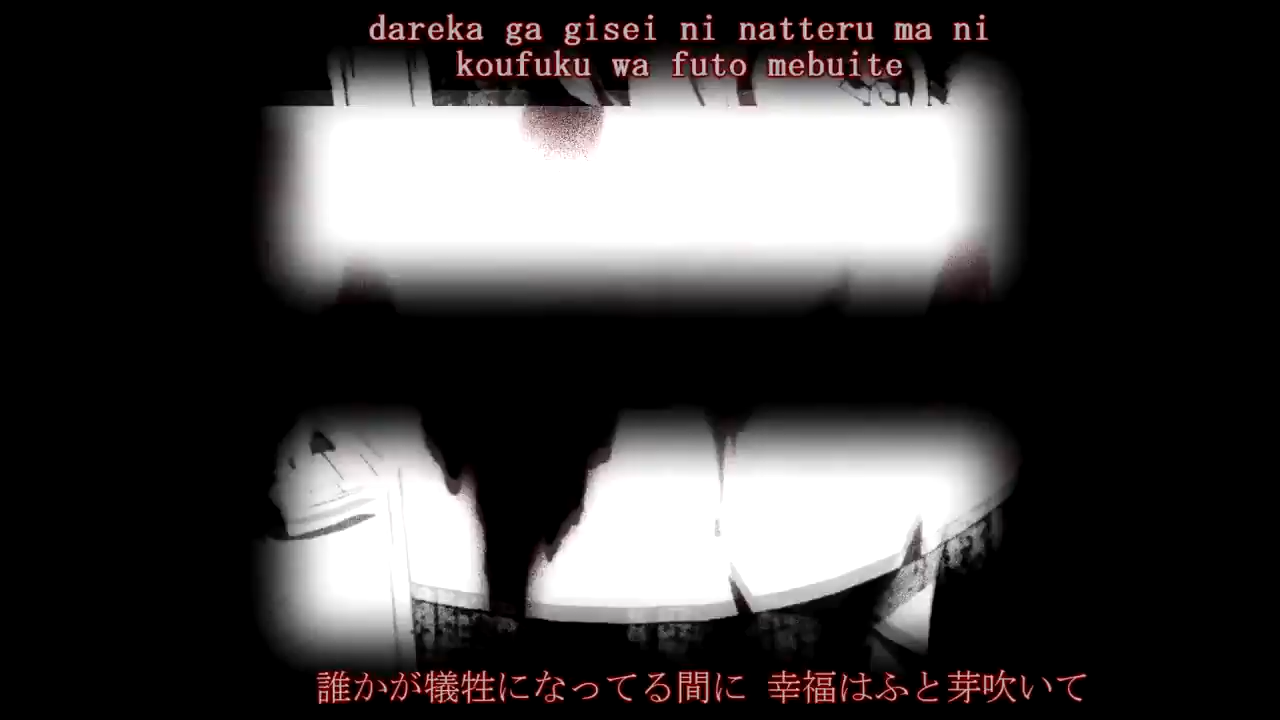 dareka ga gisei ni natteru ma ni
koufuku wa futo mebuite
誰かが犠牲になってる間に 幸福はふと芽吹いて